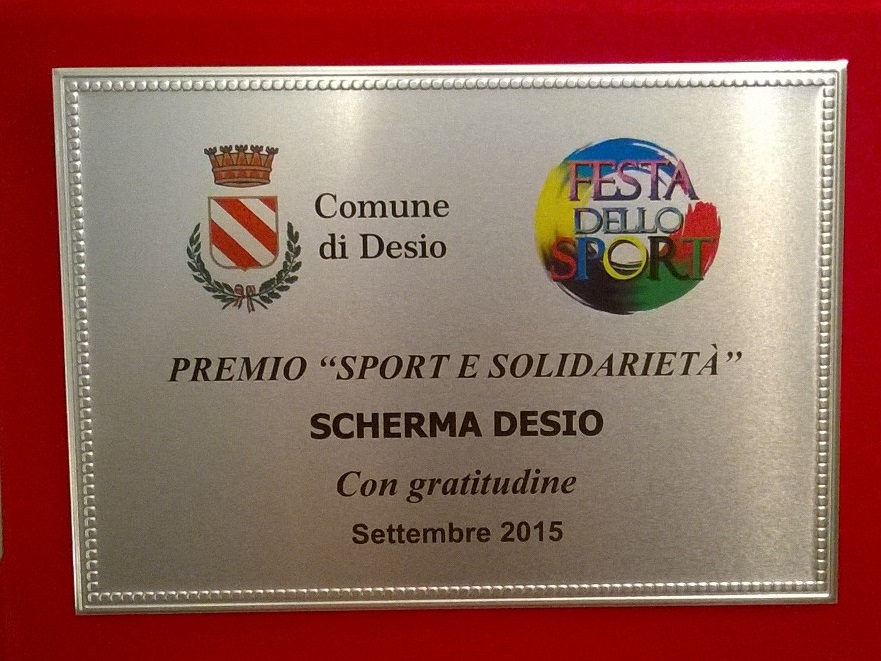 Comune
di Desio
FESTA
DELLO
SPORT
PREMIO “SPORT E SOLIDARIETÀ”
SCHERMA DESIO
Con gratitudine
Settembre 2015